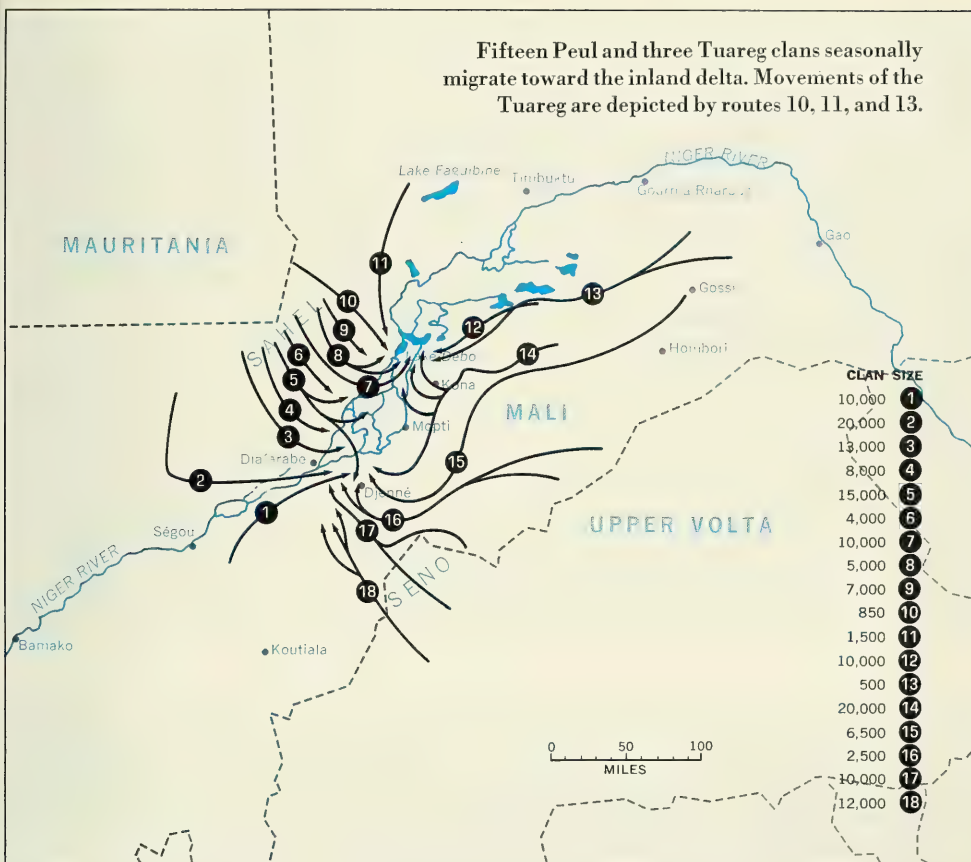 Fifteen Peul and three Tuareg clans seasonally
migrate toward the inland delta. Movements of the
Tuareg are depicted by routes 10, 11, and 13.
NIGER RIVER
Lake Faguibine
MAURITANIA
Gao
11
10
13
Gossi
SAHEL
9
12
6
8
14
Hombori
Lake Debo
5
7
Kona
MALI
4
Mopti
3
Diafarabe
15
2
Djenné
1
16
17
UPPER VOLTA
Ségou
SENO
18
NIGER RIVER
Bamako
Koutiala
CLAN SIZE
10,000 1
20,000 2
13,000 3
8,000 4
15,000 5
4,000 6
10,000 7
5,000 8
7,000 9
850 10
1,500 11
10,000 12
500 13
20,000 14
6,500 15
2,500 16
10,000 17
12,000 18
0 50 100
MILES